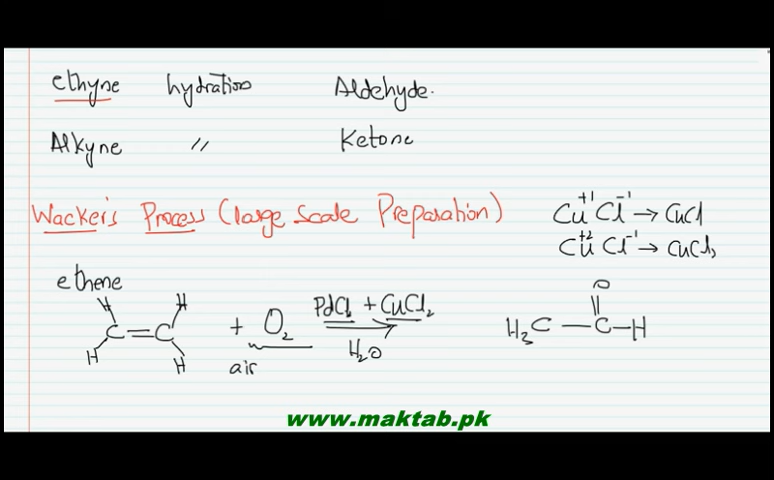 ethyne hydration Aldehyde.
Alkyne " Ketone
Wacker's Process (large scale Preparation)
Cu+1 Cl-1 → CuCl
Cu+2 Cl-1 → CuCl2
ethene
H H O
C=C + O2 PdCl2 + CuCl2 H3C — C — H
H H air H2O
www.maktab.pk